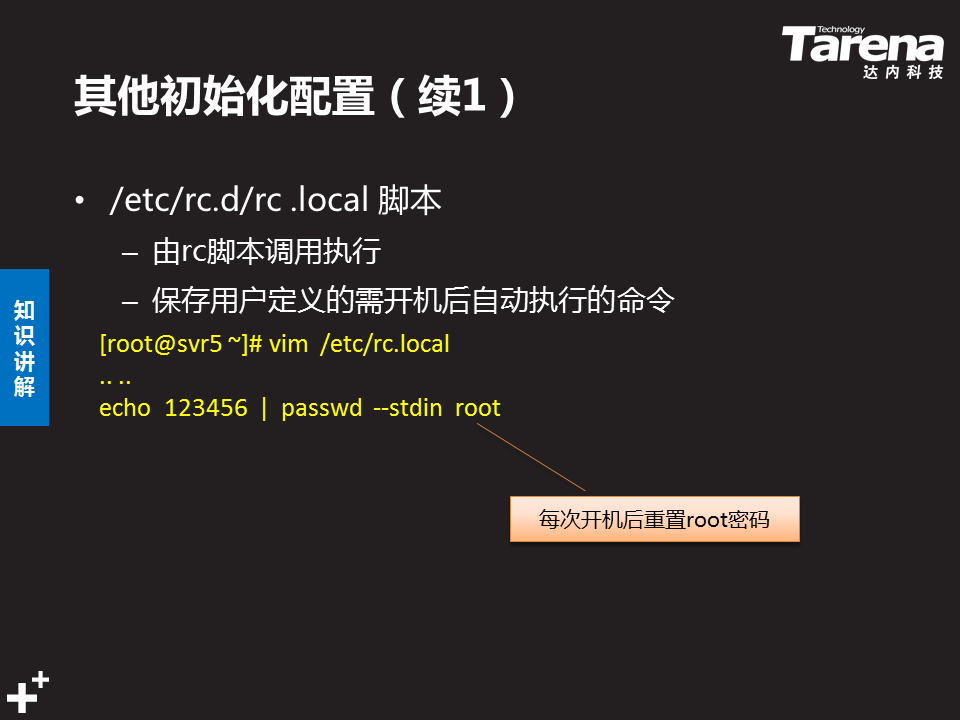 Technology
Tarena
达内科技
其他初始化配置（续1）
• /etc/rc.d/rc .local 脚本
– 由rc脚本调用执行
– 保存用户定义的需开机后自动执行的命令
[root@svr5 ~]# vim /etc/rc.local
.. ..
echo 123456 | passwd --stdin root
每次开机后重置root密码
知识讲解